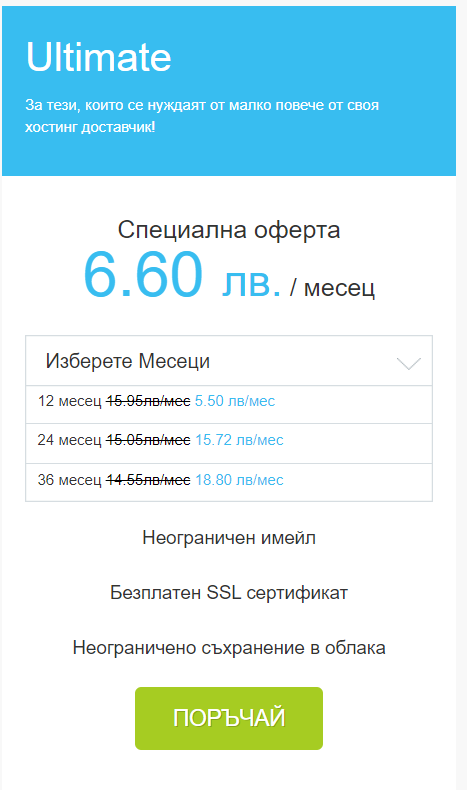 Ultimate
За тези, които се нуждаят от малко повече от своя
хостинг доставчик!
Специална оферта
6.60 лв. / месец
Изберете Месеци
12 месец 15.95лв/мес 5.50 лв/мес
24 месец 15.05лв/мес 15.72 лв/мес
36 месец 14.55лв/мес 18.80 лв/мес
Неограничен имейл
Безплатен SSL сертификат
Неограничено съхранение в облака
ПОРЪЧАЙ